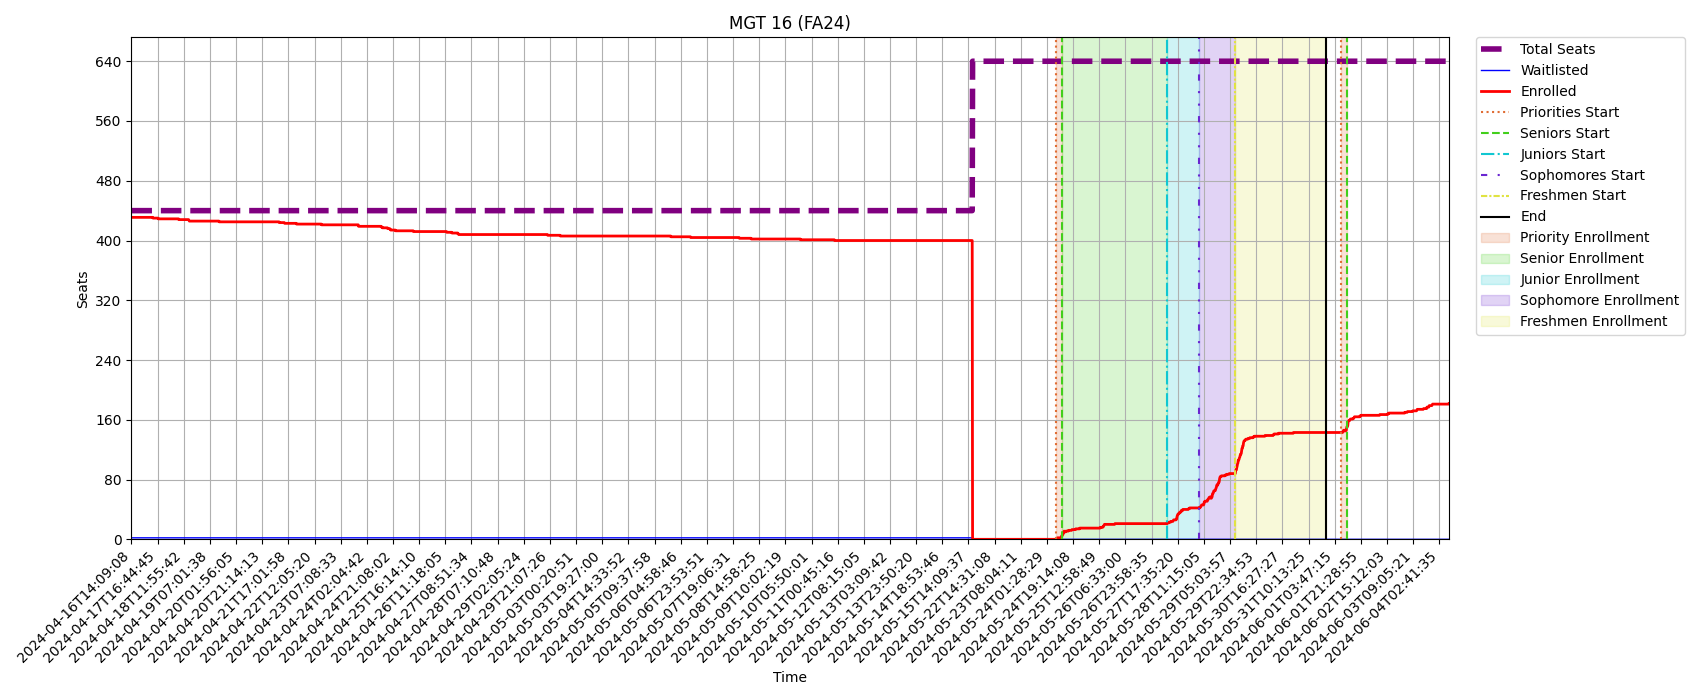 MGT 16 (FA24)
Seats
640
560
480
400
320
240
160
80
0
2024-04-16T14:09:08
2024-04-17T16:44:45
2024-04-18T11:55:42
2024-04-19T07:01:38
2024-04-20T01:56:05
2024-04-20T21:14:13
2024-04-21T17:01:58
2024-04-22T12:05:20
2024-04-23T07:08:33
2024-04-24T02:04:42
2024-04-24T21:08:02
2024-04-25T16:14:10
2024-04-26T11:18:05
2024-04-27T08:51:34
2024-04-28T07:10:48
2024-04-29T02:05:24
2024-04-29T21:07:26
2024-05-03T00:20:51
2024-05-03T19:27:00
2024-05-04T14:33:52
2024-05-05T09:37:58
2024-05-06T04:58:46
2024-05-06T23:53:51
2024-05-07T19:06:31
2024-05-08T14:58:25
2024-05-09T10:02:19
2024-05-10T05:50:01
2024-05-11T00:45:16
2024-05-12T08:15:05
2024-05-13T03:09:42
2024-05-13T23:50:20
2024-05-14T18:53:46
2024-05-15T14:09:37
2024-05-22T14:31:08
2024-05-23T08:04:11
2024-05-24T01:28:29
2024-05-24T19:14:08
2024-05-25T12:58:49
2024-05-26T06:33:00
2024-05-26T23:58:35
2024-05-27T17:35:20
2024-05-28T11:15:05
2024-05-29T05:03:57
2024-05-29T22:34:53
2024-05-30T16:27:27
2024-05-31T10:13:25
2024-06-01T03:47:15
2024-06-01T21:28:55
2024-06-02T15:12:03
2024-06-03T09:05:21
2024-06-04T02:41:35
Time
Total Seats
Waitlisted
Enrolled
Priorities Start
Seniors Start
Juniors Start
Sophomores Start
Freshmen Start
End
Priority Enrollment
Senior Enrollment
Junior Enrollment
Sophomore Enrollment
Freshmen Enrollment